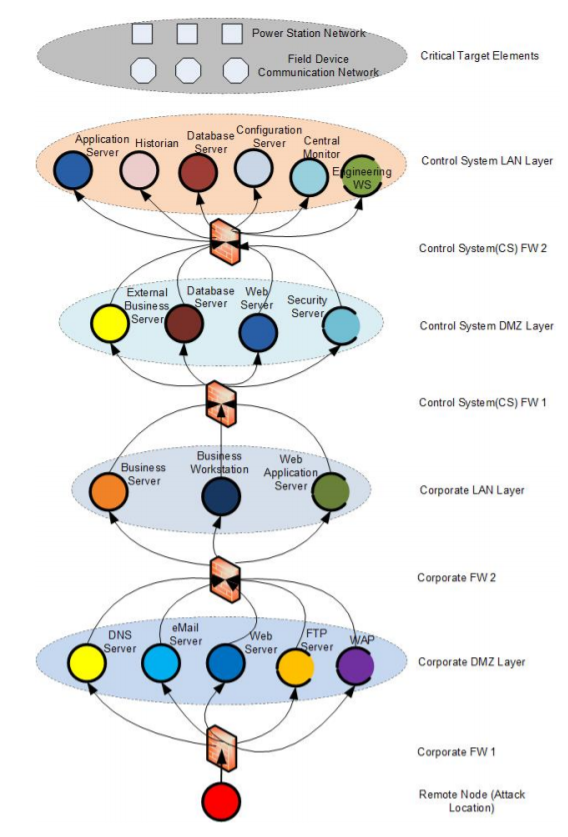 Power Station Network
Field Device
Communication Network
Critical Target Elements
Application
Server
Historian
Database
Server
Configuration
Server
Central
Monitor
Engineering
WS
Control System LAN Layer
Control System(CS) FW 2
External
Business
Server
Database
Server
Web
Server
Security
Server
Control System DMZ Layer
Control System(CS) FW 1
Business
Server
Business
Workstation
Web
Application
Server
Corporate LAN Layer
Corporate FW 2
DNS
Server
eMail
Server
Web
Server
FTP
Server
WAP
Corporate DMZ Layer
Corporate FW 1
Remote Node (Attack
Location)